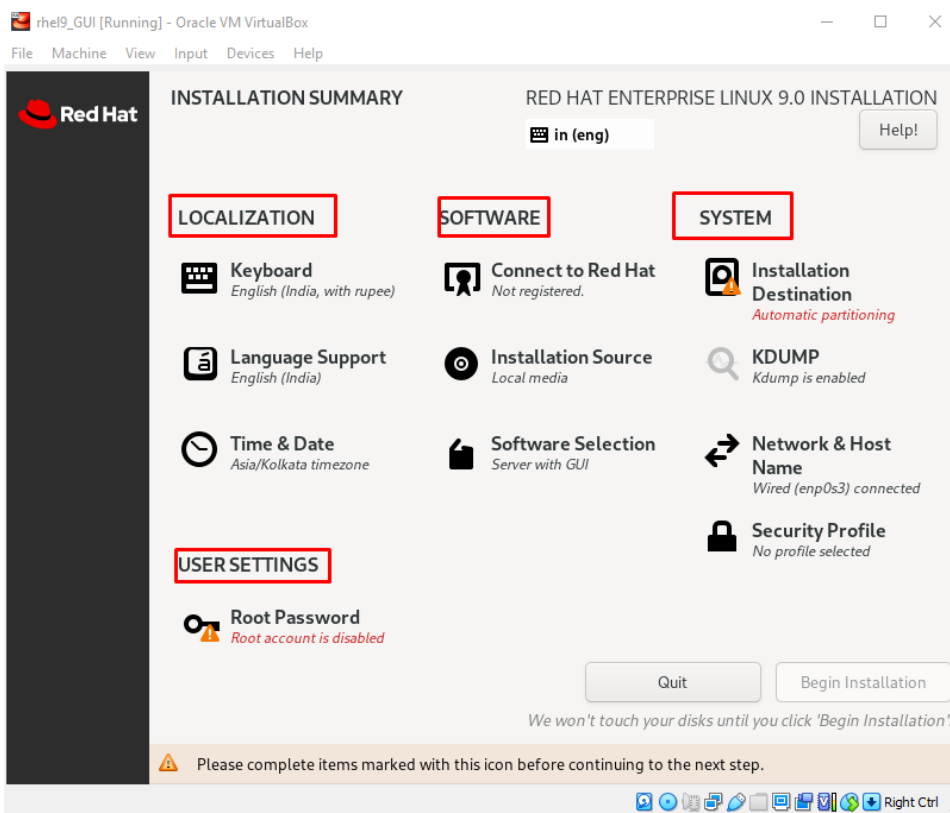 rhel9_GUI [Running] - Oracle VM VirtualBox
File Machine View Input Devices Help
Red Hat
INSTALLATION SUMMARY
RED HAT ENTERPRISE LINUX 9.0 INSTALLATION
in (eng)
Help!
LOCALIZATION
Keyboard
English (India, with rupee)
Language Support
English (India)
Time & Date
Asia/Kolkata timezone
SOFTWARE
Connect to Red Hat
Not registered.
Installation Source
Local media
Software Selection
Server with GUI
SYSTEM
Installation
Destination
Automatic partitioning
KDUMP
Kdump is enabled
Network & Host
Name
Wired (enp0s3) connected
Security Profile
No profile selected
USER SETTINGS
Root Password
Root account is disabled
Quit
Begin Installation
We won't touch your disks until you click 'Begin Installation'.
Please complete items marked with this icon before continuing to the next step.
Right Ctrl